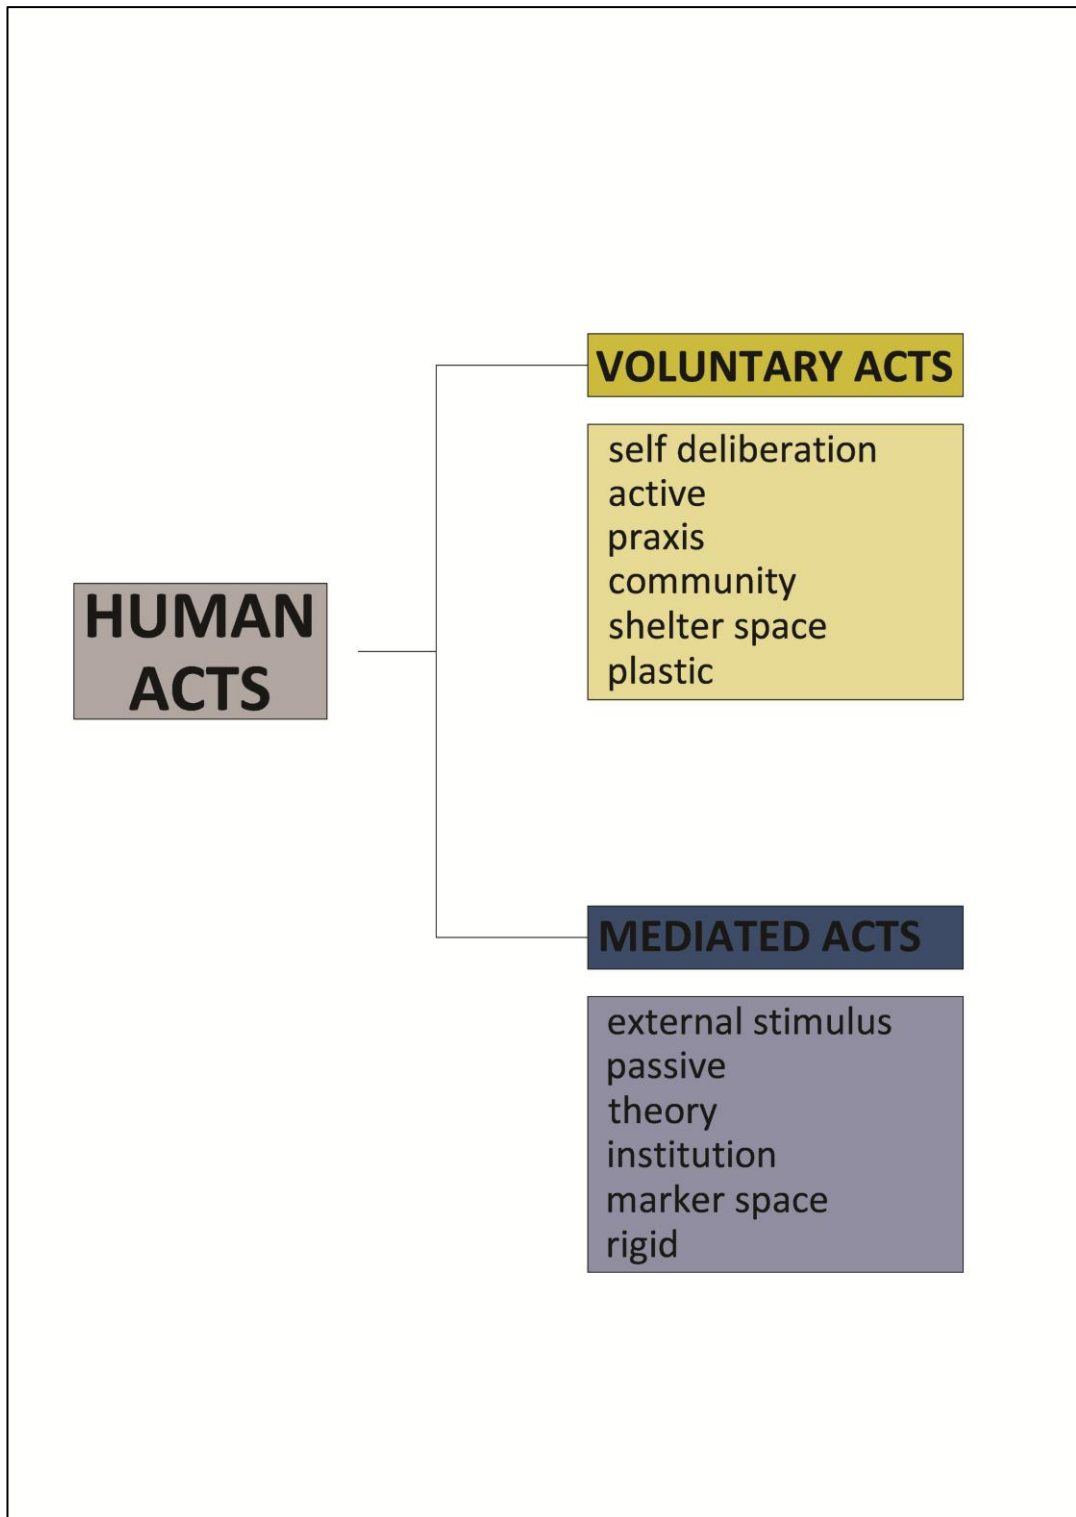 HUMAN
ACTS
VOLUNTARY ACTS
self deliberation
active
praxis
community
shelter space
plastic
MEDIATED ACTS
external stimulus
passive
theory
institution
marker space
rigid